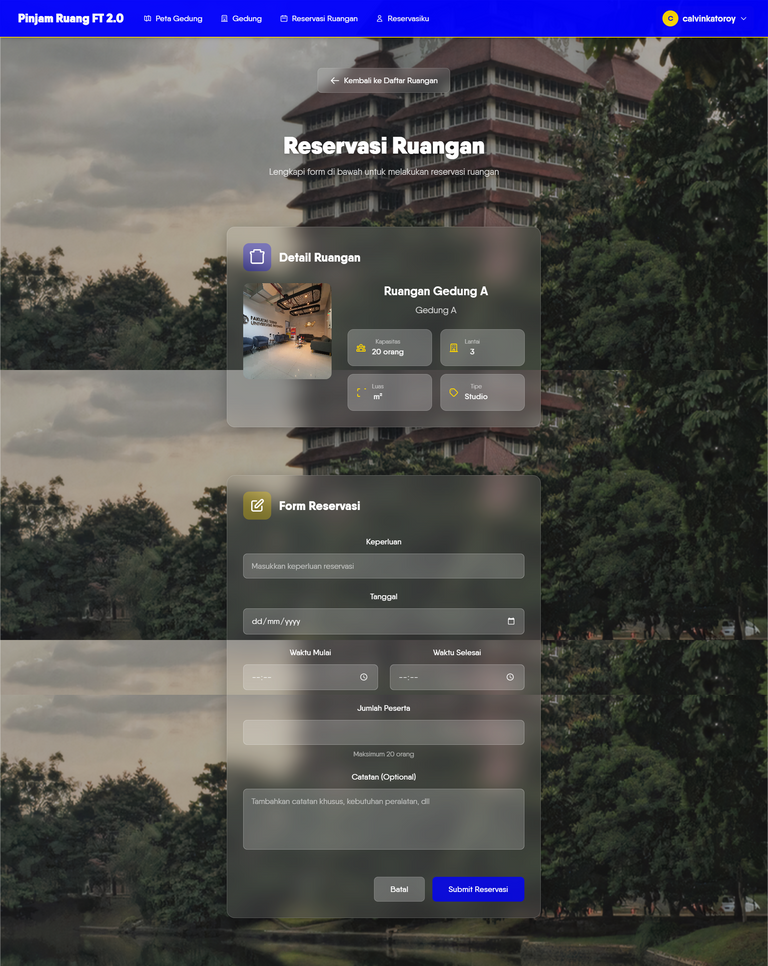 Pinjam Ruang FT 2.0
Peta Gedung
Gedung
Reservasi Ruangan
Reservasiku
C
calvinkatoroy
Kembali ke Daftar Ruangan
Reservasi Ruangan
Lengkapi form di bawah untuk melakukan reservasi ruangan
Detail Ruangan
Ruangan Gedung A
Gedung A
Kapasitas
20 orang
Lantai
3
Luas
m²
Tipe
Studio
Form Reservasi
Keperluan
Masukkan keperluan reservasi
Tanggal
dd/mm/yyyy
Waktu Mulai
Waktu Selesai
--:--
--:--
Jumlah Peserta
Maksimum 20 orang
Catatan (Optional)
Tambahkan catatan khusus, kebutuhan peralatan, dll
Batal
Submit Reservasi